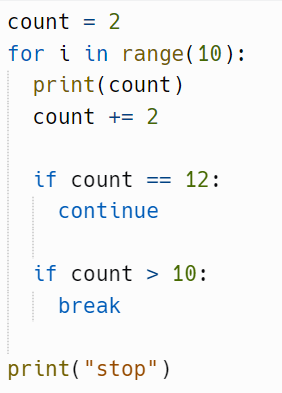 count = 2
for i in range(10):
  print(count)
  count += 2

  if count == 12:
    continue

  if count > 10:
    break

print("stop")